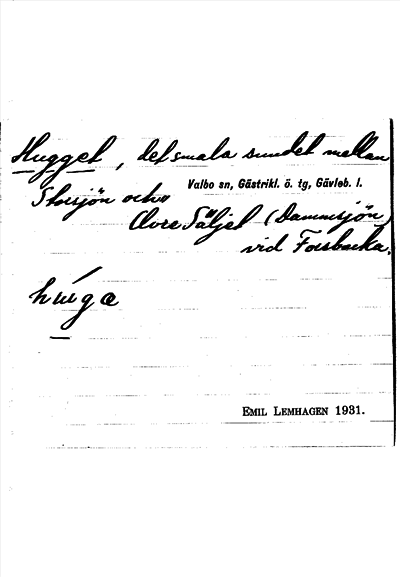 Hugget, det smala sundet mellan
Valbo sn, Gästrikl. ö. tg, Gävleb. l.
Storsjön och
Övre Säljet (Dammsjön)
vid Forsbacka.
huga
EMIL LEMHAGEN 1931.